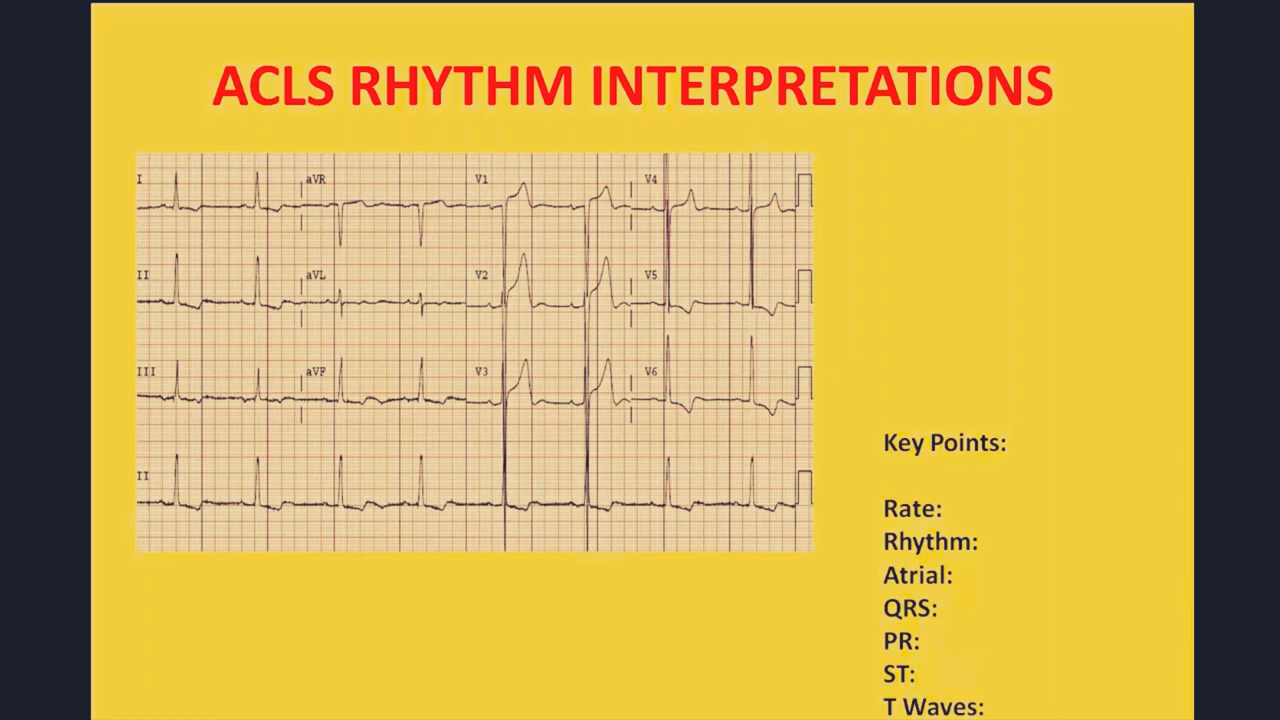 ACLS RHYTHM INTERPRETATIONS
I aVR V1 V4
II aVL V2 V5
III aVF V3 V6
II
Key Points:
Rate:
Rhythm:
Atrial:
QRS:
PR:
ST:
T Waves: